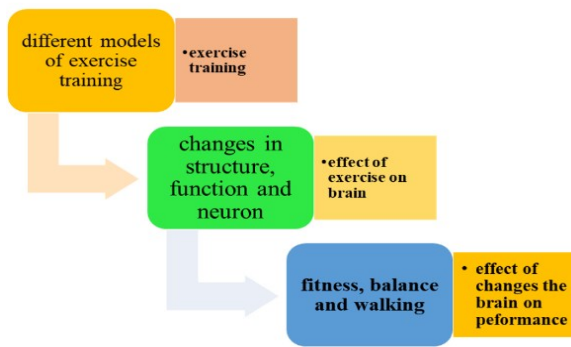 different models
of exercise
training
•exercise
training
changes in
structure,
function and
neuron
•effect of
exercise on
brain
fitness, balance
and walking
• effect of
changes the
brain on
peformance